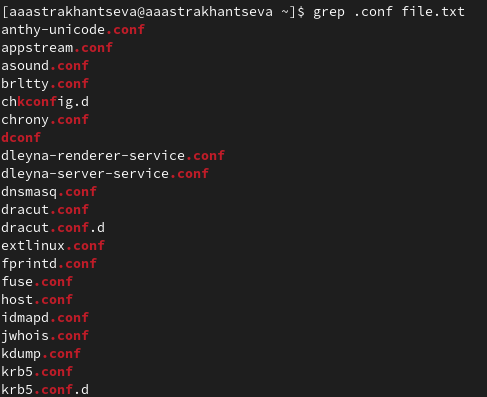 [aaastrakhantseva@aaastrakhantseva ~]$ grep .conf file.txt
anthy-unicode.conf
appstream.conf
asound.conf
brltty.conf
chkconfig.d
chrony.conf
dconf
dleyna-renderer-service.conf
dleyna-server-service.conf
dnsmasq.conf
dracut.conf
dracut.conf.d
extlinux.conf
fprintd.conf
fuse.conf
host.conf
idmapd.conf
jwhois.conf
kdump.conf
krb5.conf
krb5.conf.d